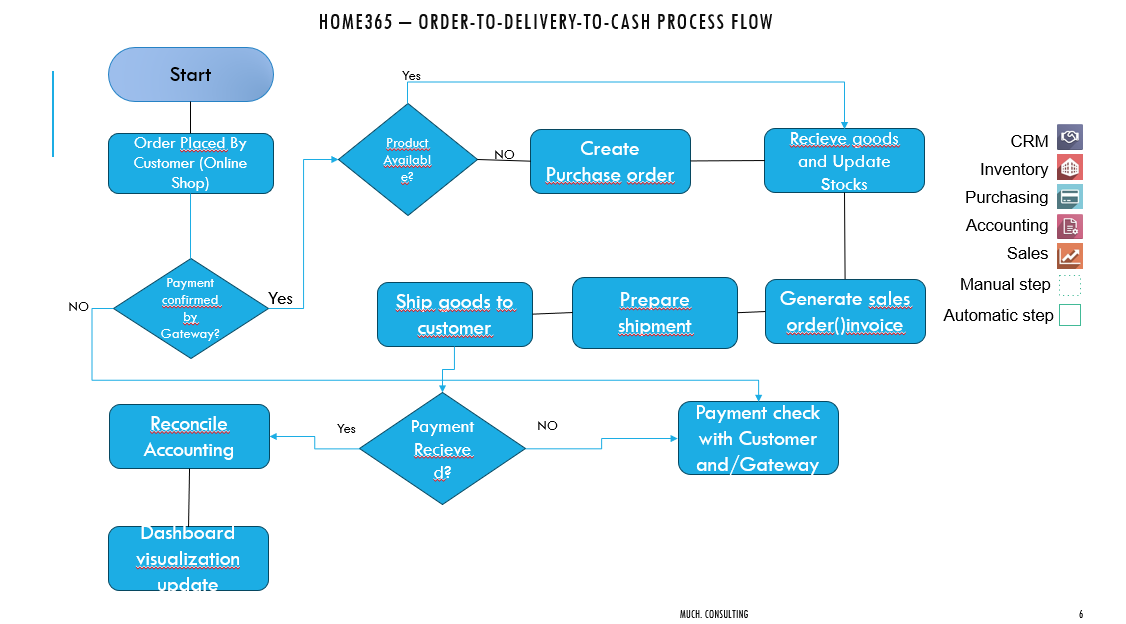 HOME365 — ORDER-TO-DELIVERY-TO-CASH PROCESS FLOW
Start
Order Placed By
Customer (Online
Shop)
Payment
confirmed
by
Gateway?
NO
Yes
Product
Availabl
e?
Yes
NO
Create
Purchase order
Recieve goods
and Update
Stocks
Generate sales
order()invoice
Prepare
shipment
Ship goods to
customer
Payment
Recieve
d?
Yes
NO
Payment check
with Customer
and/Gateway
Reconcile
Accounting
Dashboard
visualization
update
CRM
Inventory
Purchasing
Accounting
Sales
Manual step
Automatic step
MUCH. CONSULTING
6